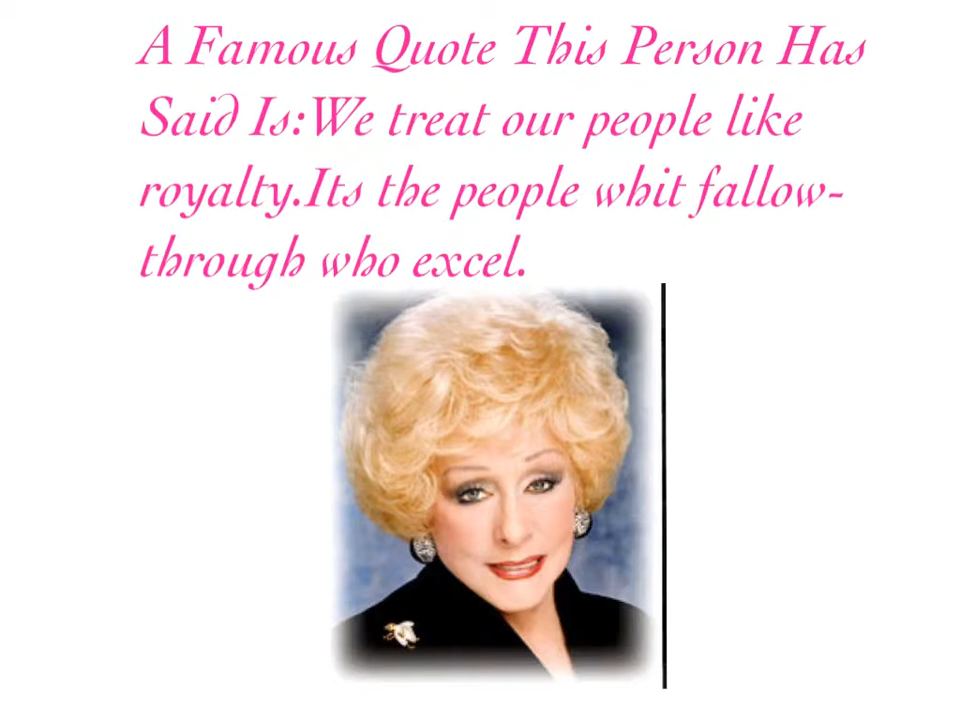 A Famous Quote This Person Has
Said Is:We treat our people like
royalty.Its the people whit fallow-
through who excel.